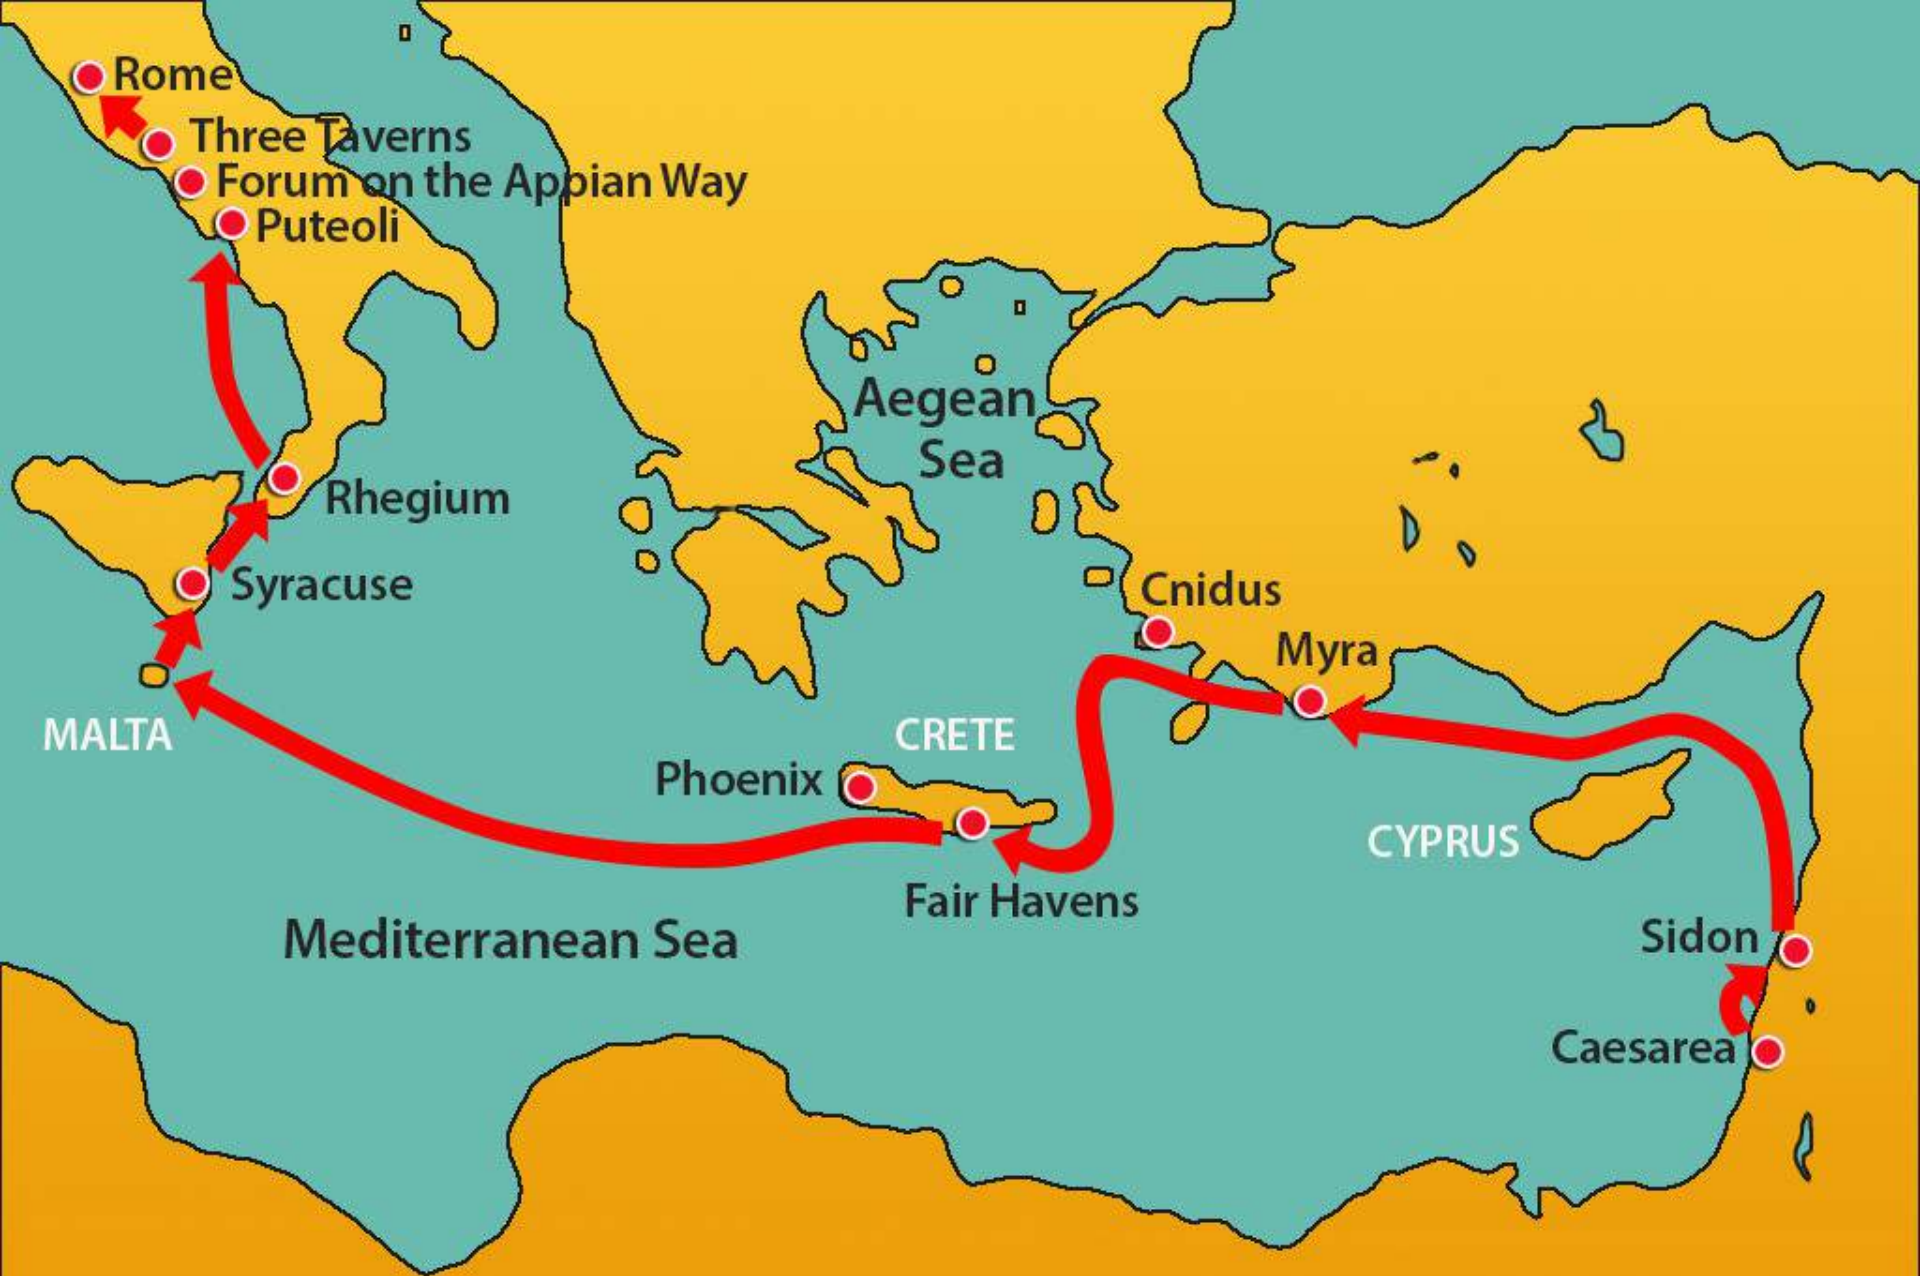 Rome
Three Taverns
Forum on the Appian Way
Puteoli
Aegean
Sea
Rhegium
Syracuse
Cnidus
Myra
MALTA
CRETE
Phoenix
CYPRUS
Fair Havens
Mediterranean Sea
Sidon
Caesarea